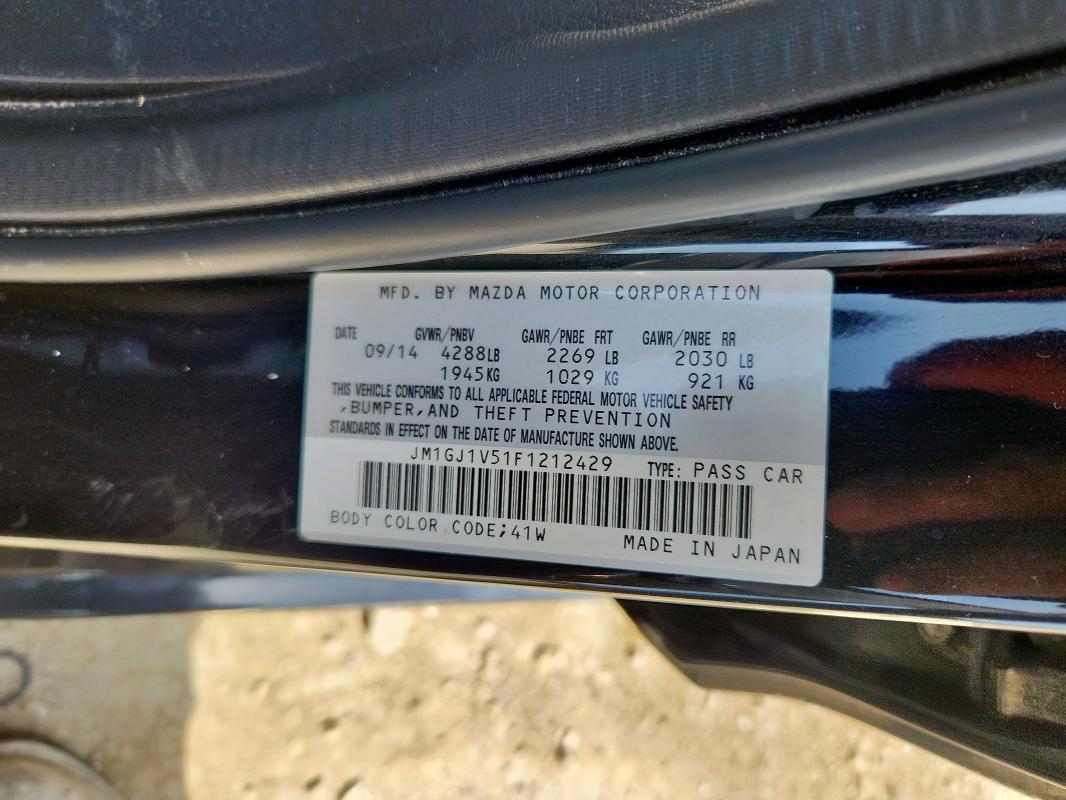 MFD. BY MAZDA MOTOR CORPORATION
DATE GVWR/PNBV GAWR/PNBE FRT GAWR/PNBE RR
09/14 4288LB 2269 LB 2030 LB
1945KG 1029 KG 921 KG
THIS VEHICLE CONFORMS TO ALL APPLICABLE FEDERAL MOTOR VEHICLE SAFETY
,BUMPER,AND THEFT PREVENTION
STANDARDS IN EFFECT ON THE DATE OF MANUFACTURE SHOWN ABOVE.
JM1GJ1V51F1212429 TYPE: PASS CAR
BODY COLOR CODE;41W MADE IN JAPAN